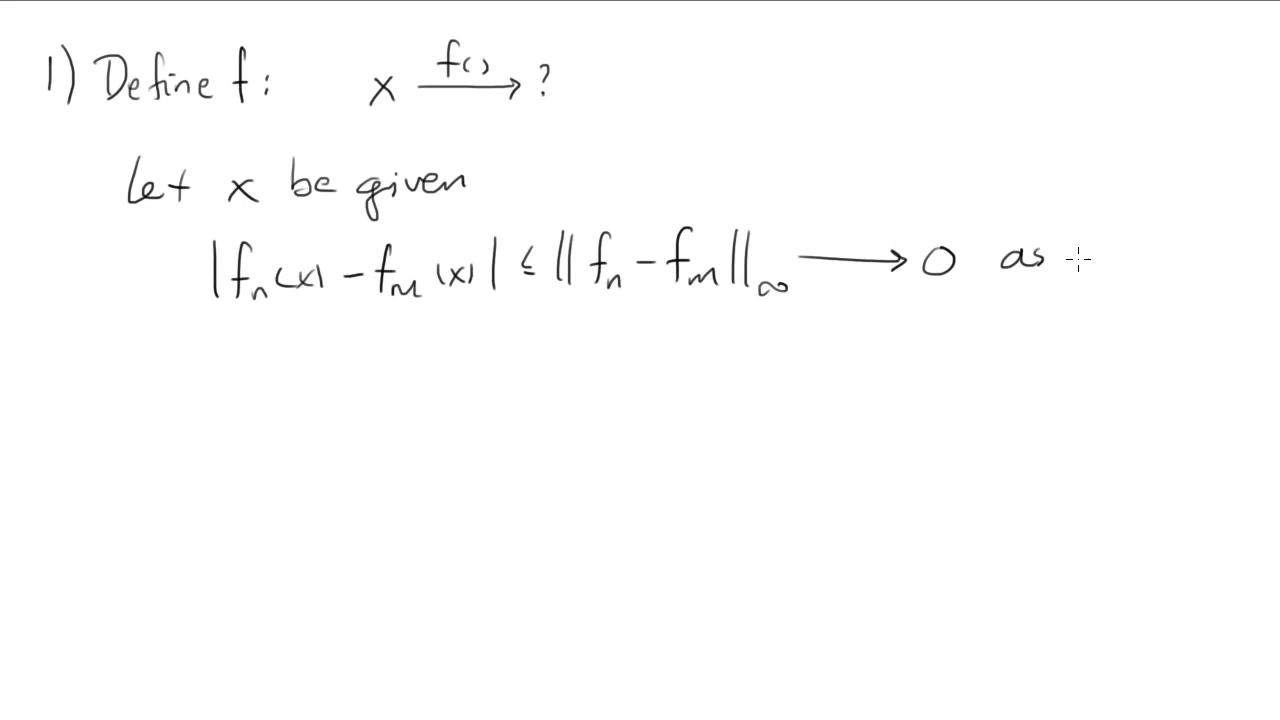 1) Define f: x f() → ?
Let x be given
|fₙ(x) - fₘ(x)| ≤ ||fₙ - fₘ||∞ → 0 as